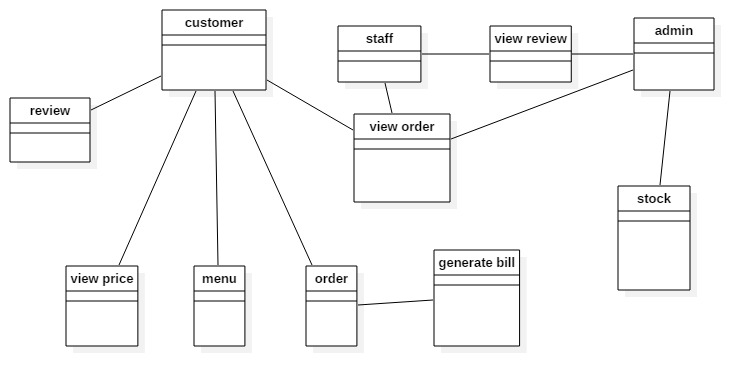 customer
staff
view review
admin
review
view order
stock
view price
menu
order
generate bill